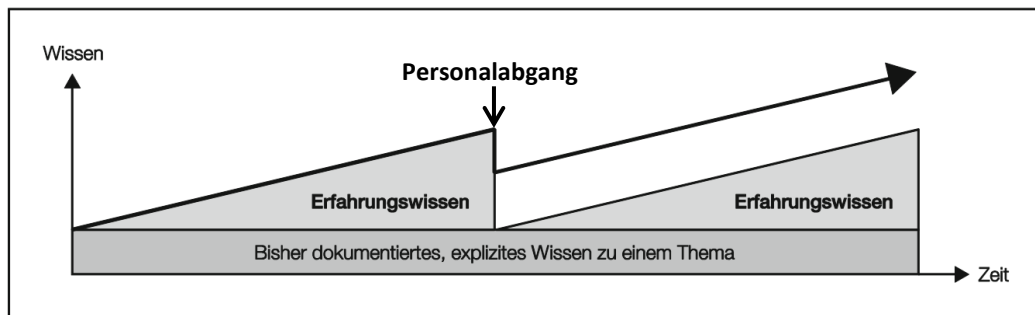 Wissen
Personalabgang
Erfahrungswissen
Erfahrungswissen
Bisher dokumentiertes, explizites Wissen zu einem Thema
Zeit